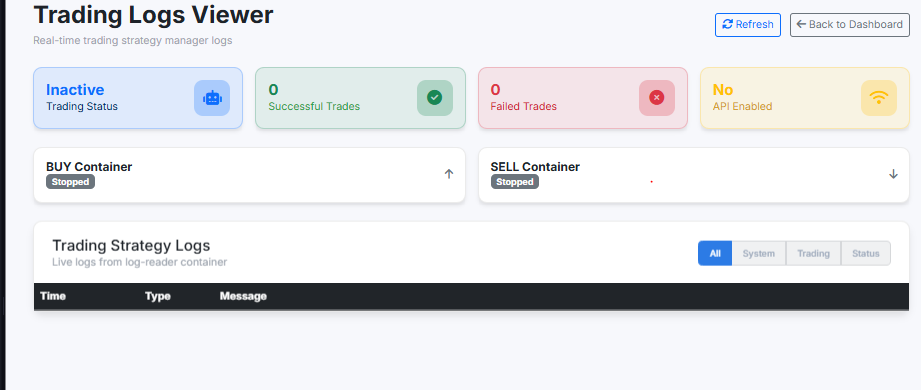 Trading Logs Viewer
Real-time trading strategy manager logs
Refresh
Back to Dashboard
Inactive
Trading Status
0
Successful Trades
0
Failed Trades
No
API Enabled
BUY Container
Stopped
SELL Container
Stopped
Trading Strategy Logs
Live logs from log-reader container
All System Trading Status
Time Type Message